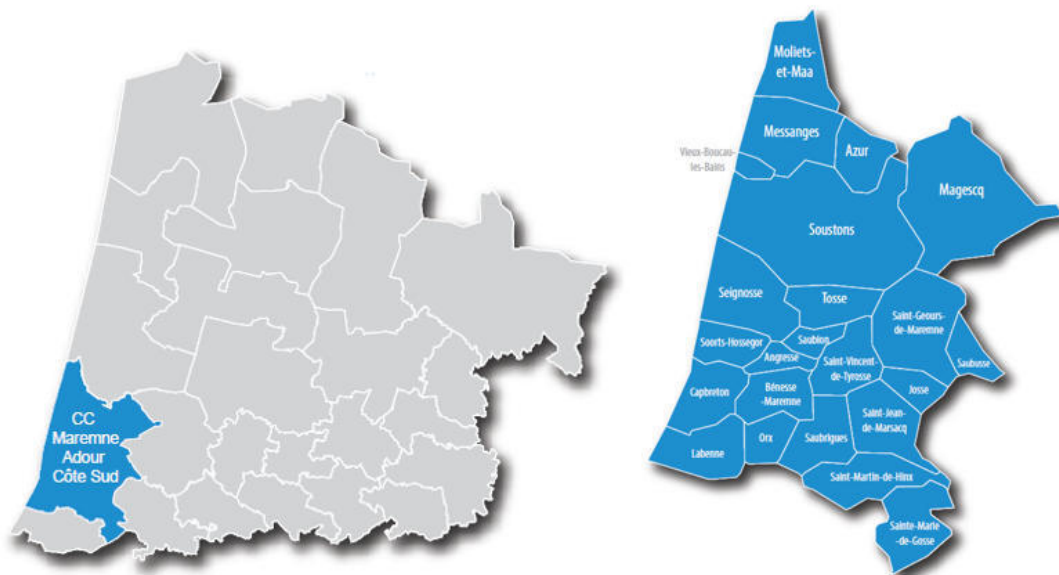 CC
Maremne
Adour
Côte Sud
Moliets-
et-Maa
Messanges
Azur
Vieux-Boucau-
les-Bains
Magescq
Soustons
Seignosse
Tosse
Saint-Geours-
de-Maremne
Soorts-Hossegor
Saubion
Angresse
Saint-Vincent-
de-Tyrosse
Saubusse
Capbreton
Bénesse
-Maremne
Josse
Saint-Jean-
de-Marsacq
Orx
Saubrigues
Labenne
Saint-Martin-de-Hinx
Sainte-Marie
-de-Gosse